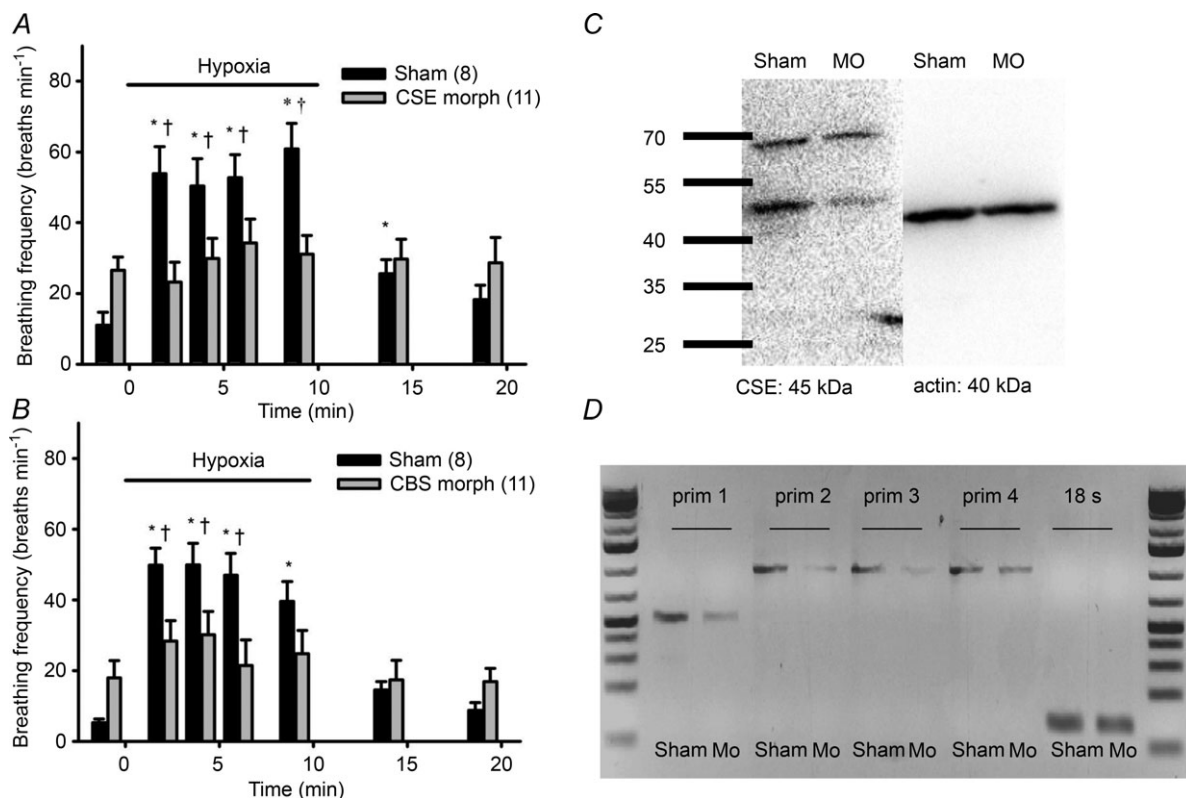 A
Breathing frequency (breaths min⁻¹)
80
60
40
20
0
Hypoxia
Sham (8)
CSE morph (11)
* †
* †
* †
* †
*
0
5
10
15
20
Time (min)
B
Breathing frequency (breaths min⁻¹)
80
60
40
20
0
Hypoxia
Sham (8)
CBS morph (11)
* †
* †
* †
*
0
5
10
15
20
Time (min)
C
Sham MO Sham MO
70
55
40
35
25
CSE: 45 kDa actin: 40 kDa
D
prim 1 prim 2 prim 3 prim 4 18 s
Sham Mo Sham Mo Sham Mo Sham Mo Sham Mo